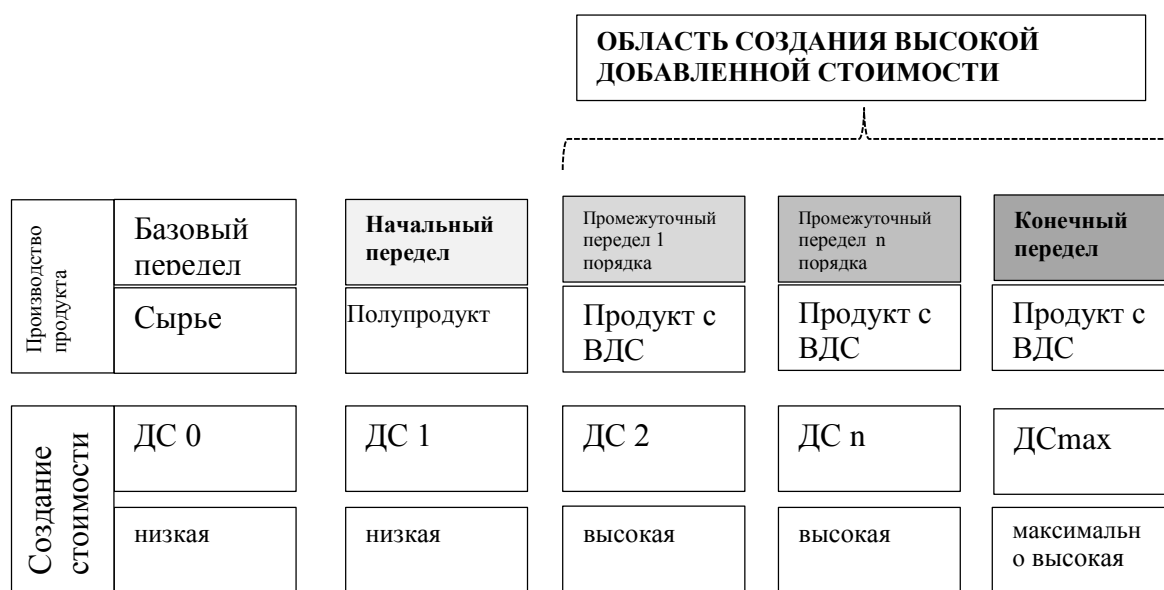 ОБЛАСТЬ СОЗДАНИЯ ВЫСОКОЙ
ДОБАВЛЕННОЙ СТОИМОСТИ
Производство
продукта
Базовый
передел
Начальный
передел
Промежуточный
передел 1
порядка
Промежуточный
передел n
порядка
Конечный
передел
Сырье
Полупродукт
Продукт с
ВДС
Продукт с
ВДС
Продукт с
ВДС
Создание
стоимости
ДС 0
ДС 1
ДС 2
ДС n
ДСmax
низкая
низкая
высокая
высокая
максимальн
о высокая